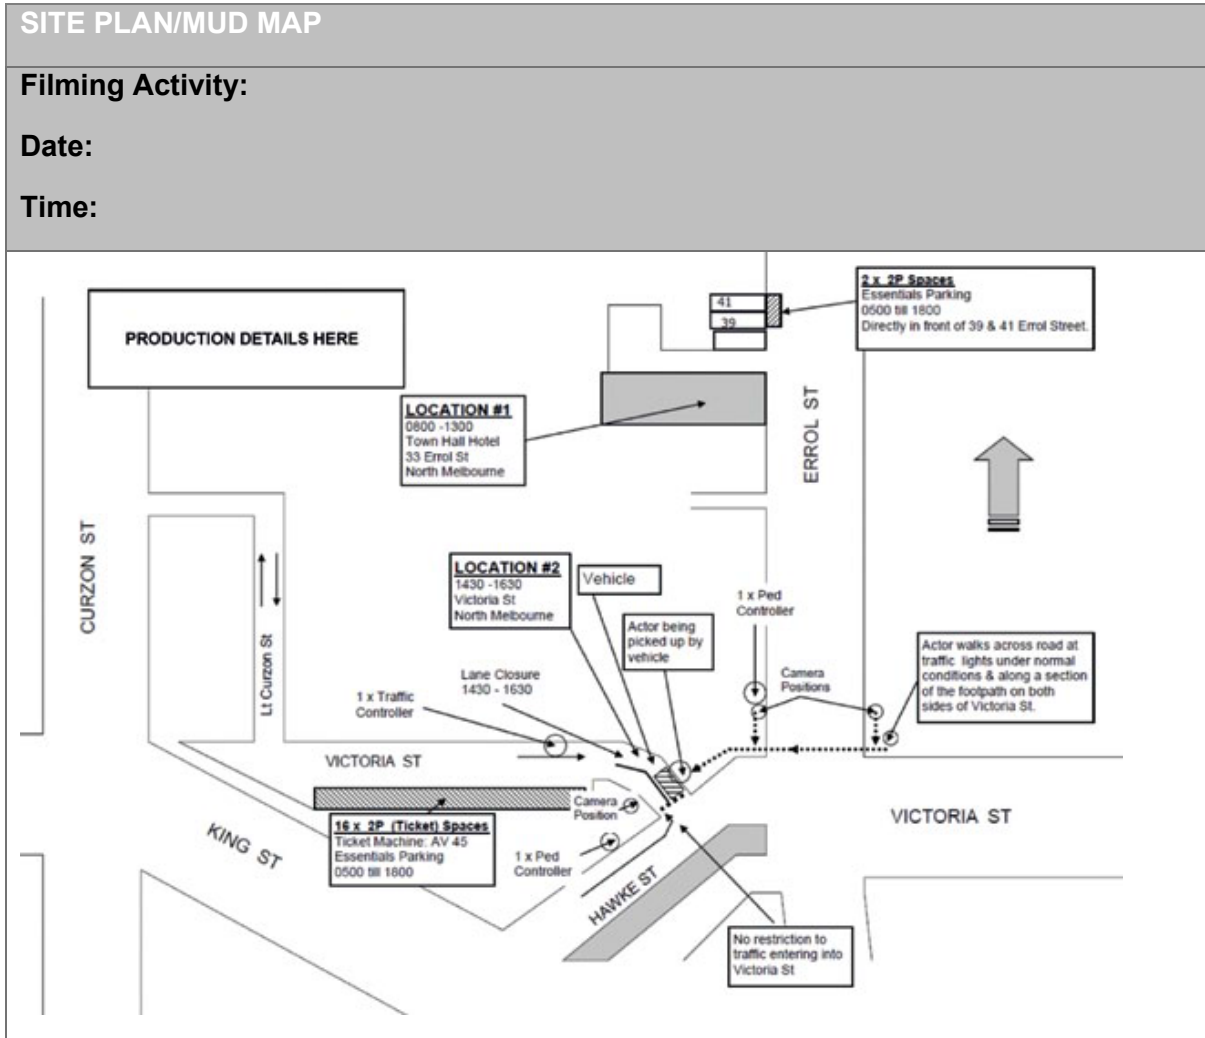 SITE PLAN/MUD MAP
Filming Activity:
Date:
Time:
PRODUCTION DETAILS HERE
41
39
2 x 2P Spaces
Essentials Parking
0500 till 1800
Directly in front of 39 & 41 Errol Street.
LOCATION #1
0800 -1300
Town Hall Hotel
33 Errol St
North Melbourne
ERROL ST
CURZON ST
Lt Curzon St
LOCATION #2
1430 -1630
Victoria St
North Melbourne
Vehicle
Actor being
picked up by
vehicle
1 x Ped
Controller
Camera
Positions
Actor walks across road at
traffic lights under normal
conditions & along a section
of the footpath on both
sides of Victoria St.
Lane Closure
1430 - 1630
1 x Traffic
Controller
VICTORIA ST
16 x 2P (Ticket) Spaces
Ticket Machine: AV 45
Essentials Parking
0500 till 1800
Camera
Position
1 x Ped
Controller
KING ST
HAWKE ST
VICTORIA ST
No restriction to
traffic entering into
Victoria St